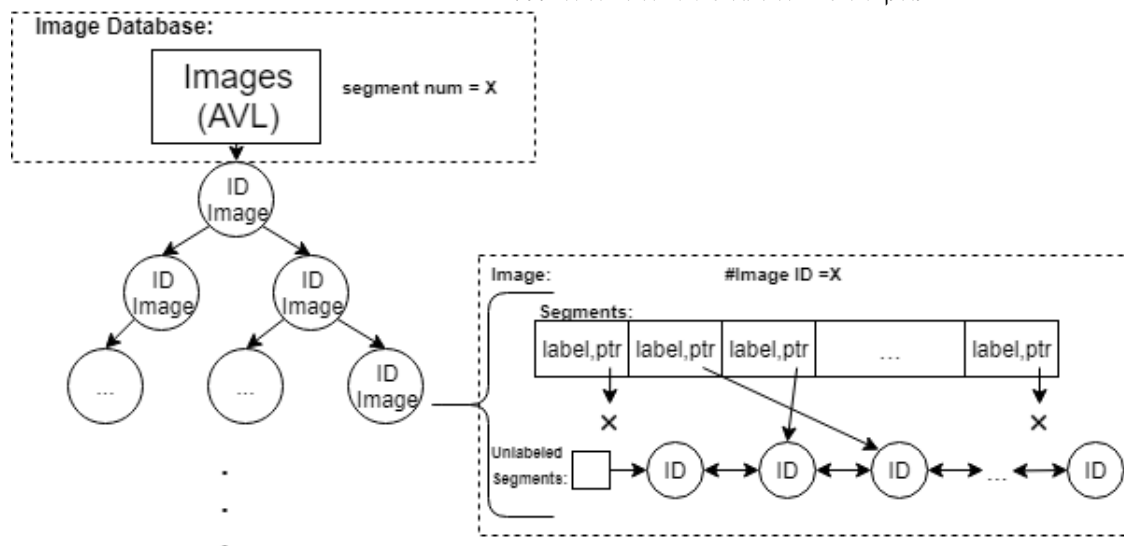 Image Database:
Images
(AVL)
segment num = X
ID
Image
ID
Image
ID
Image
...
...
ID
Image
Image:
#Image ID =X
Segments:
label,ptr
label,ptr
label,ptr
...
label,ptr
Unlabeled
Segments:
ID
ID
ID
...
ID